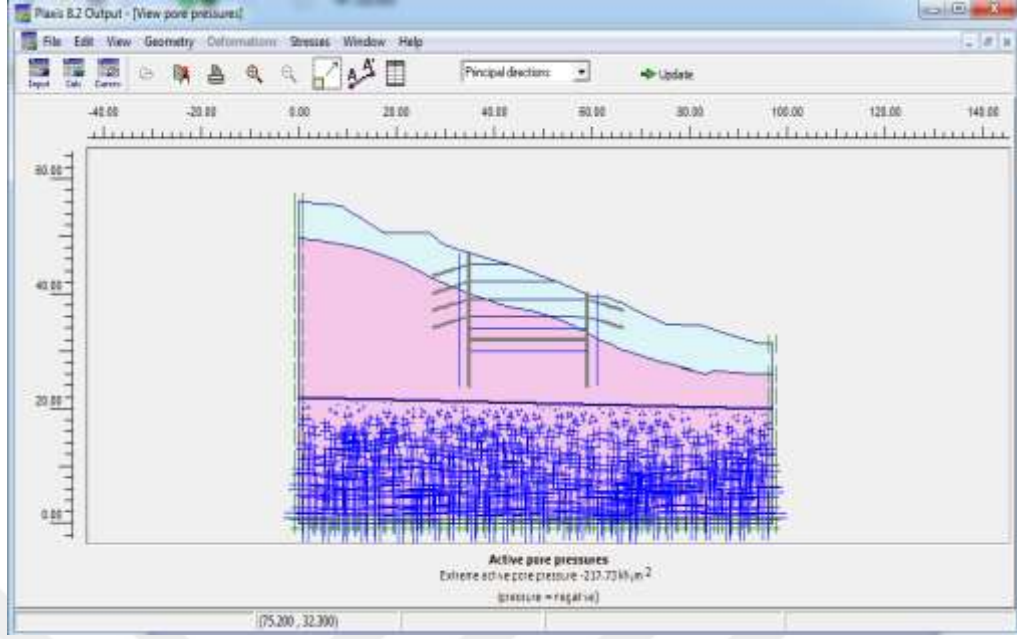 Plaxis 8.2 Output - [View pore pressures]
File Edit View Geometry Deformations Stresses Window Help
Input Calc Curves Principal directions Update
-40.00 -20.00 0.00 20.00 40.00 60.00 80.00 100.00 120.00 140.00
60.00
40.00
20.00
0.00
Active pore pressures
Extreme active pore pressure -217.73 kN/m2
(pressure = negative)
(75.200 , 32.300)